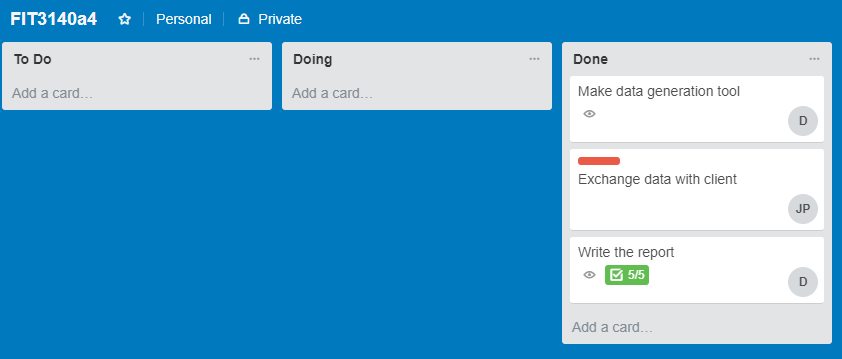 FIT3140a4 Personal Private
To Do
Add a card…
Doing
Add a card…
Done
Make data generation tool
D
Exchange data with client
JP
Write the report
5/5
D
Add a card…